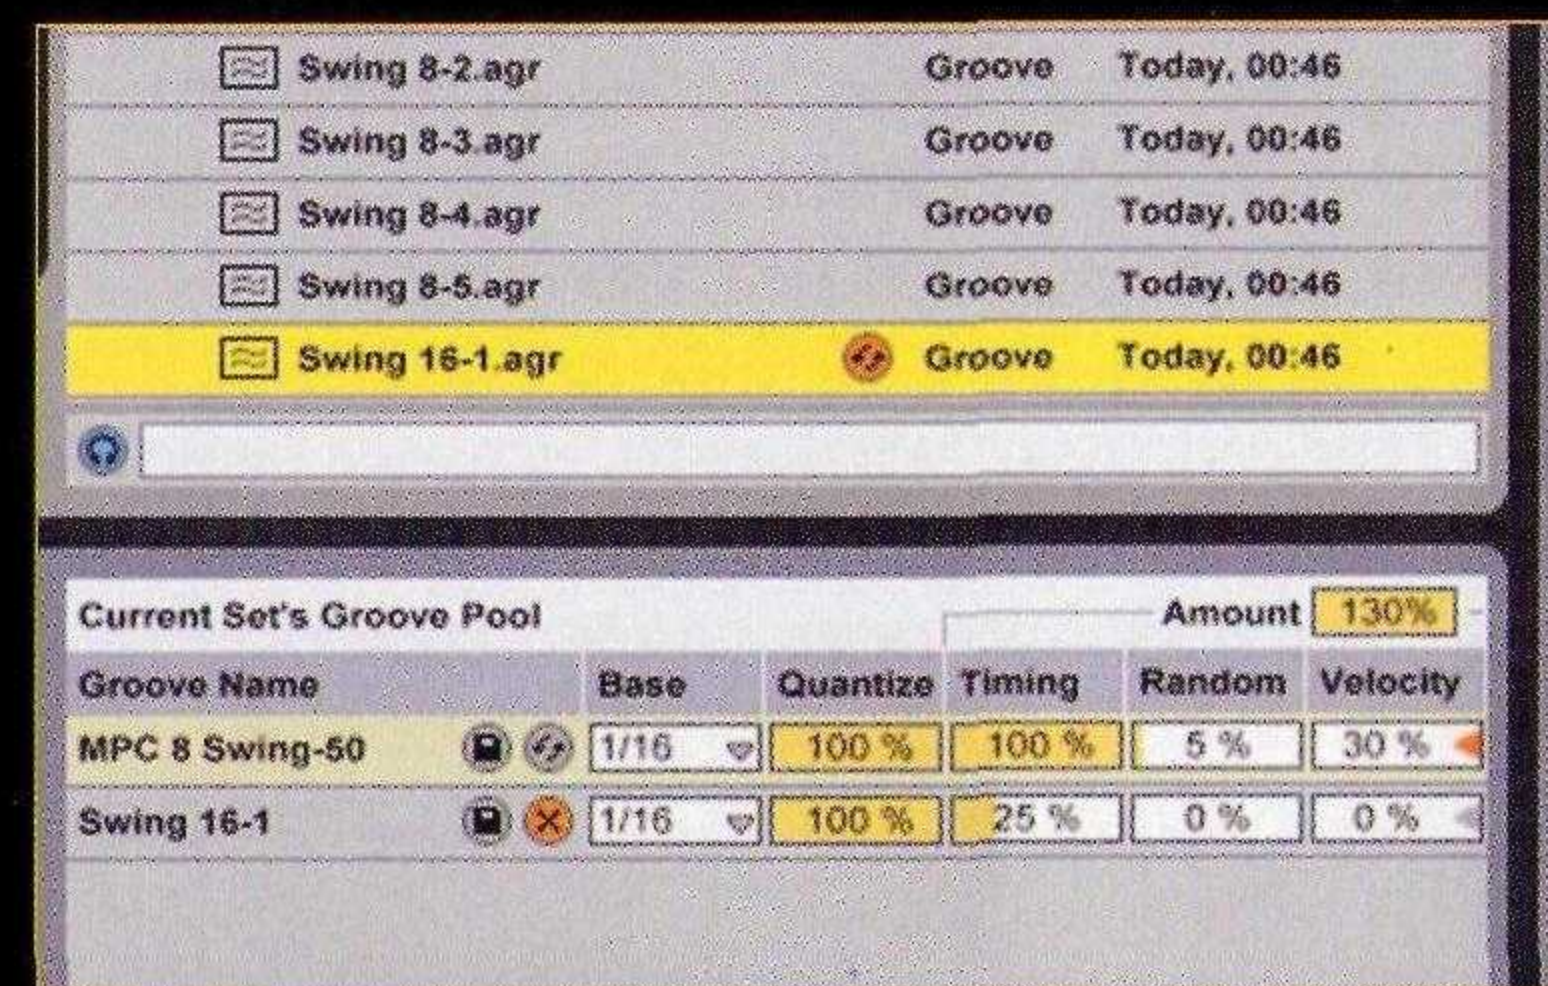 Swing 8-2.agr Groove Today, 00:46
Swing 8-3.agr Groove Today, 00:46
Swing 8-4.agr Groove Today, 00:46
Swing 8-5.agr Groove Today, 00:46
Swing 16-1.agr Groove Today, 00:46
Current Set's Groove Pool Amount 130%
Groove Name Base Quantize Timing Random Velocity
MPC 8 Swing-50 1/16 100 % 100 % 5 % 30 %
Swing 16-1 1/16 100 % 25 % 0 % 0 %